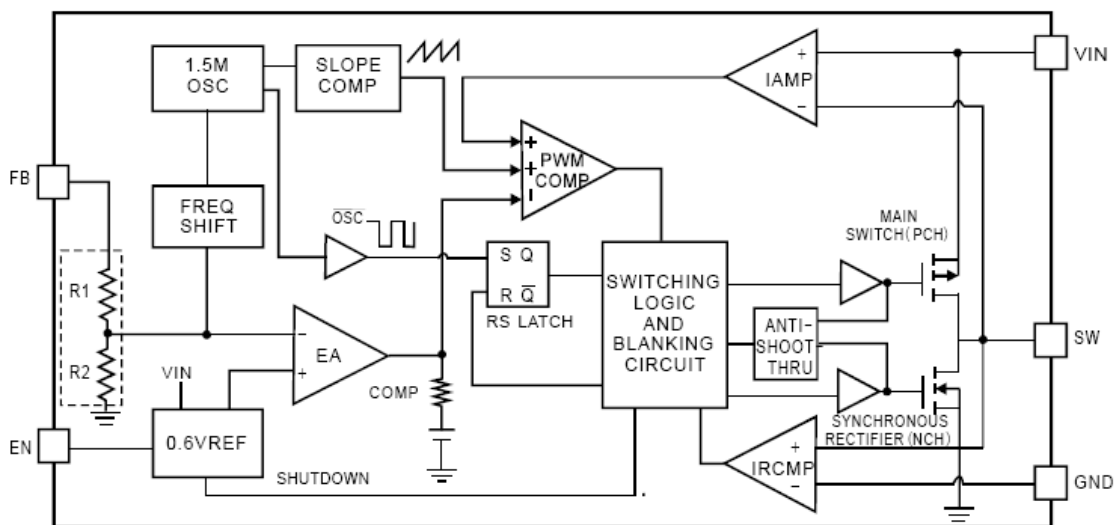 1.5M
OSC
SLOPE
COMP
IAMP
+
−
VIN
FB
FREQ
SHIFT
+
+
−
PWM
COMP
OSC
MAIN
SWITCH(PCH)
R1
R2
S Q
R Q
RS LATCH
SWITCHING
LOGIC
AND
BLANKING
CIRCUIT
ANTI-
SHOOT-
THRU
SW
−
+
EA
COMP
VIN
EN
0.6VREF
SHUTDOWN
SYNCHRONOUS
RECTIFIER (NCH)
+
−
IRCMP
GND